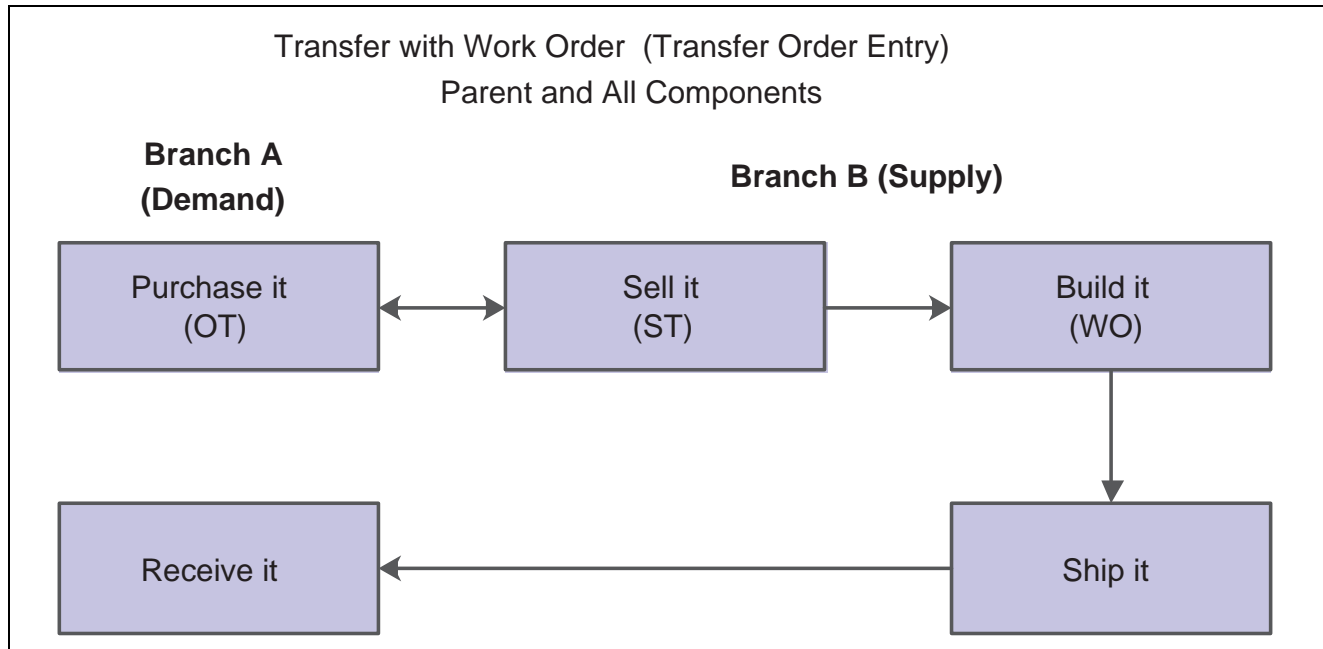 Transfer with Work Order  (Transfer Order Entry)
Parent and All Components
Branch A
(Demand)
Branch B (Supply)
Purchase it
(OT)
Sell it
(ST)
Build it
(WO)
Receive it
Ship it